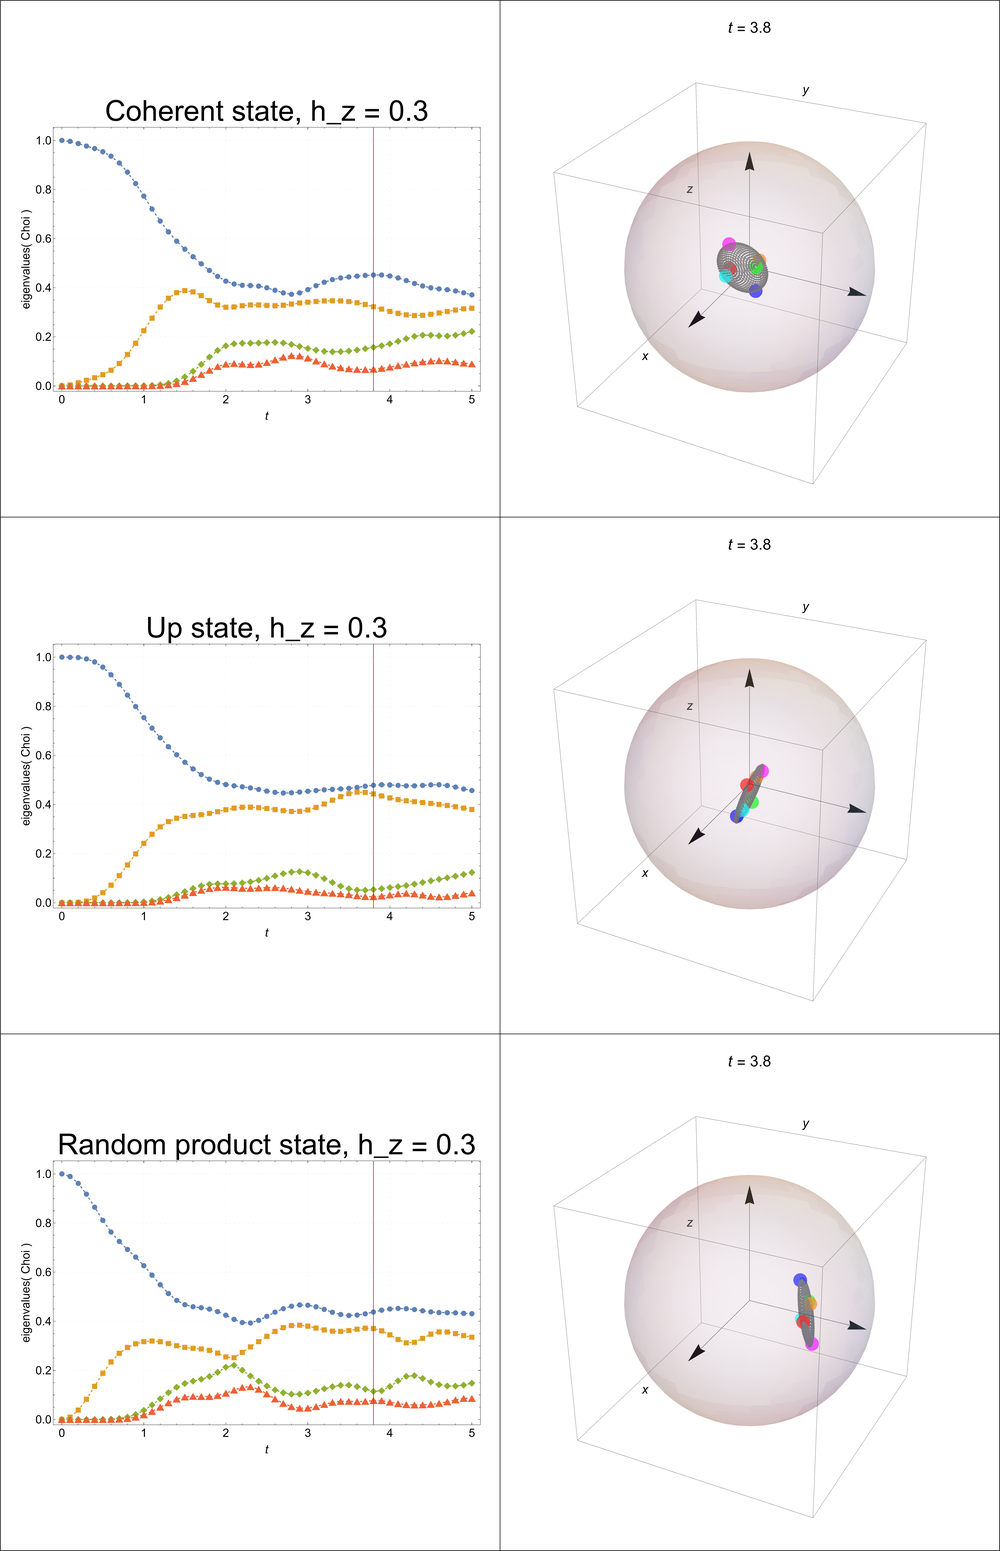 t = 3.8
Coherent state, h_z = 0.3
eigenvalues( Choi )
1.0
0.8
0.6
0.4
0.2
0.0
0 1 2 3 4 5
t
y
z
x
t = 3.8
Up state, h_z = 0.3
eigenvalues( Choi )
1.0
0.8
0.6
0.4
0.2
0.0
0 1 2 3 4 5
t
y
z
x
t = 3.8
Random product state, h_z = 0.3
eigenvalues( Choi )
1.0
0.8
0.6
0.4
0.2
0.0
0 1 2 3 4 5
t
y
z
x